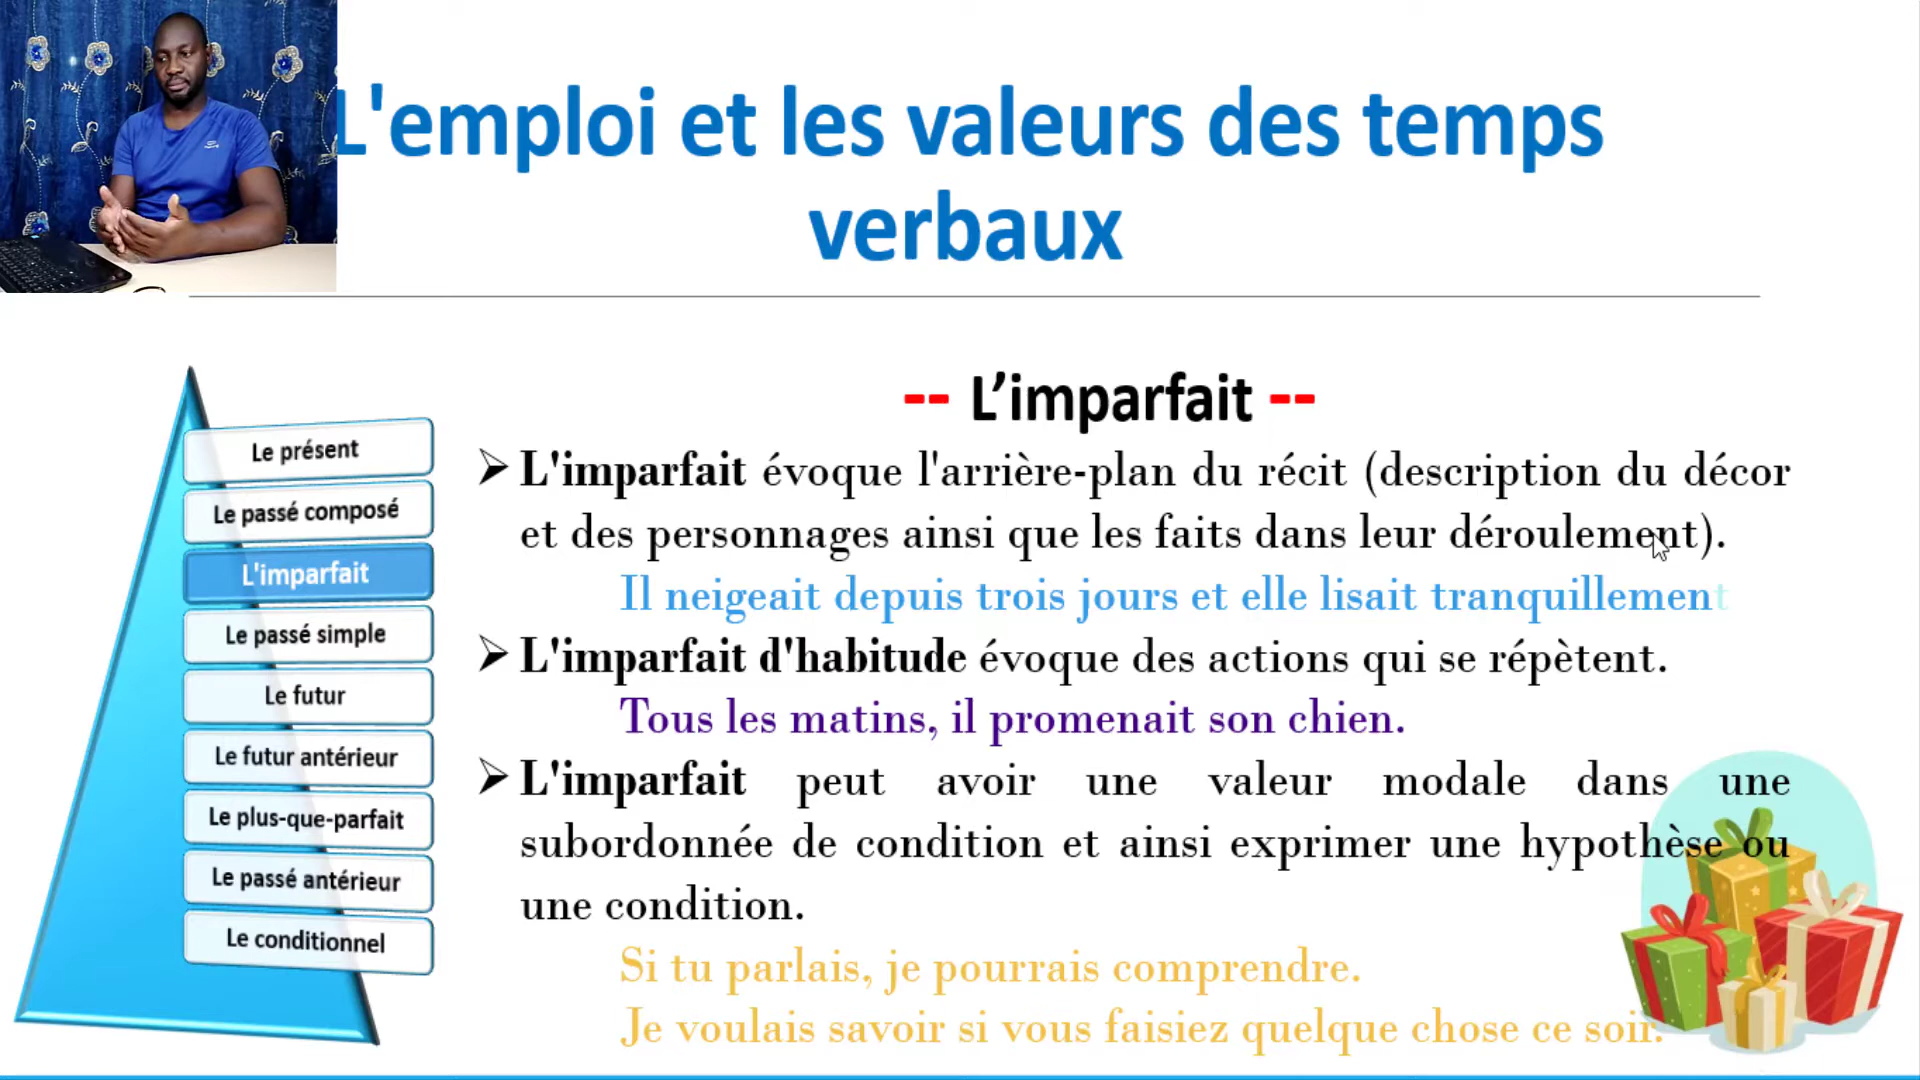 L'emploi et les valeurs des temps
verbaux
Le présent
Le passé composé
L'imparfait
Le passé simple
Le futur
Le futur antérieur
Le plus-que-parfait
Le passé antérieur
Le conditionnel
-- L’imparfait --
➢ L'imparfait évoque l'arrière-plan du récit (description du décor
et des personnages ainsi que les faits dans leur déroulement).
Il neigeait depuis trois jours et elle lisait tranquillement
➢ L'imparfait d'habitude évoque des actions qui se répètent.
Tous les matins, il promenait son chien.
➢ L'imparfait peut avoir une valeur modale dans une
subordonnée de condition et ainsi exprimer une hypothèse ou
une condition.
Si tu parlais, je pourrais comprendre.
Je voulais savoir si vous faisiez quelque chose ce soir.